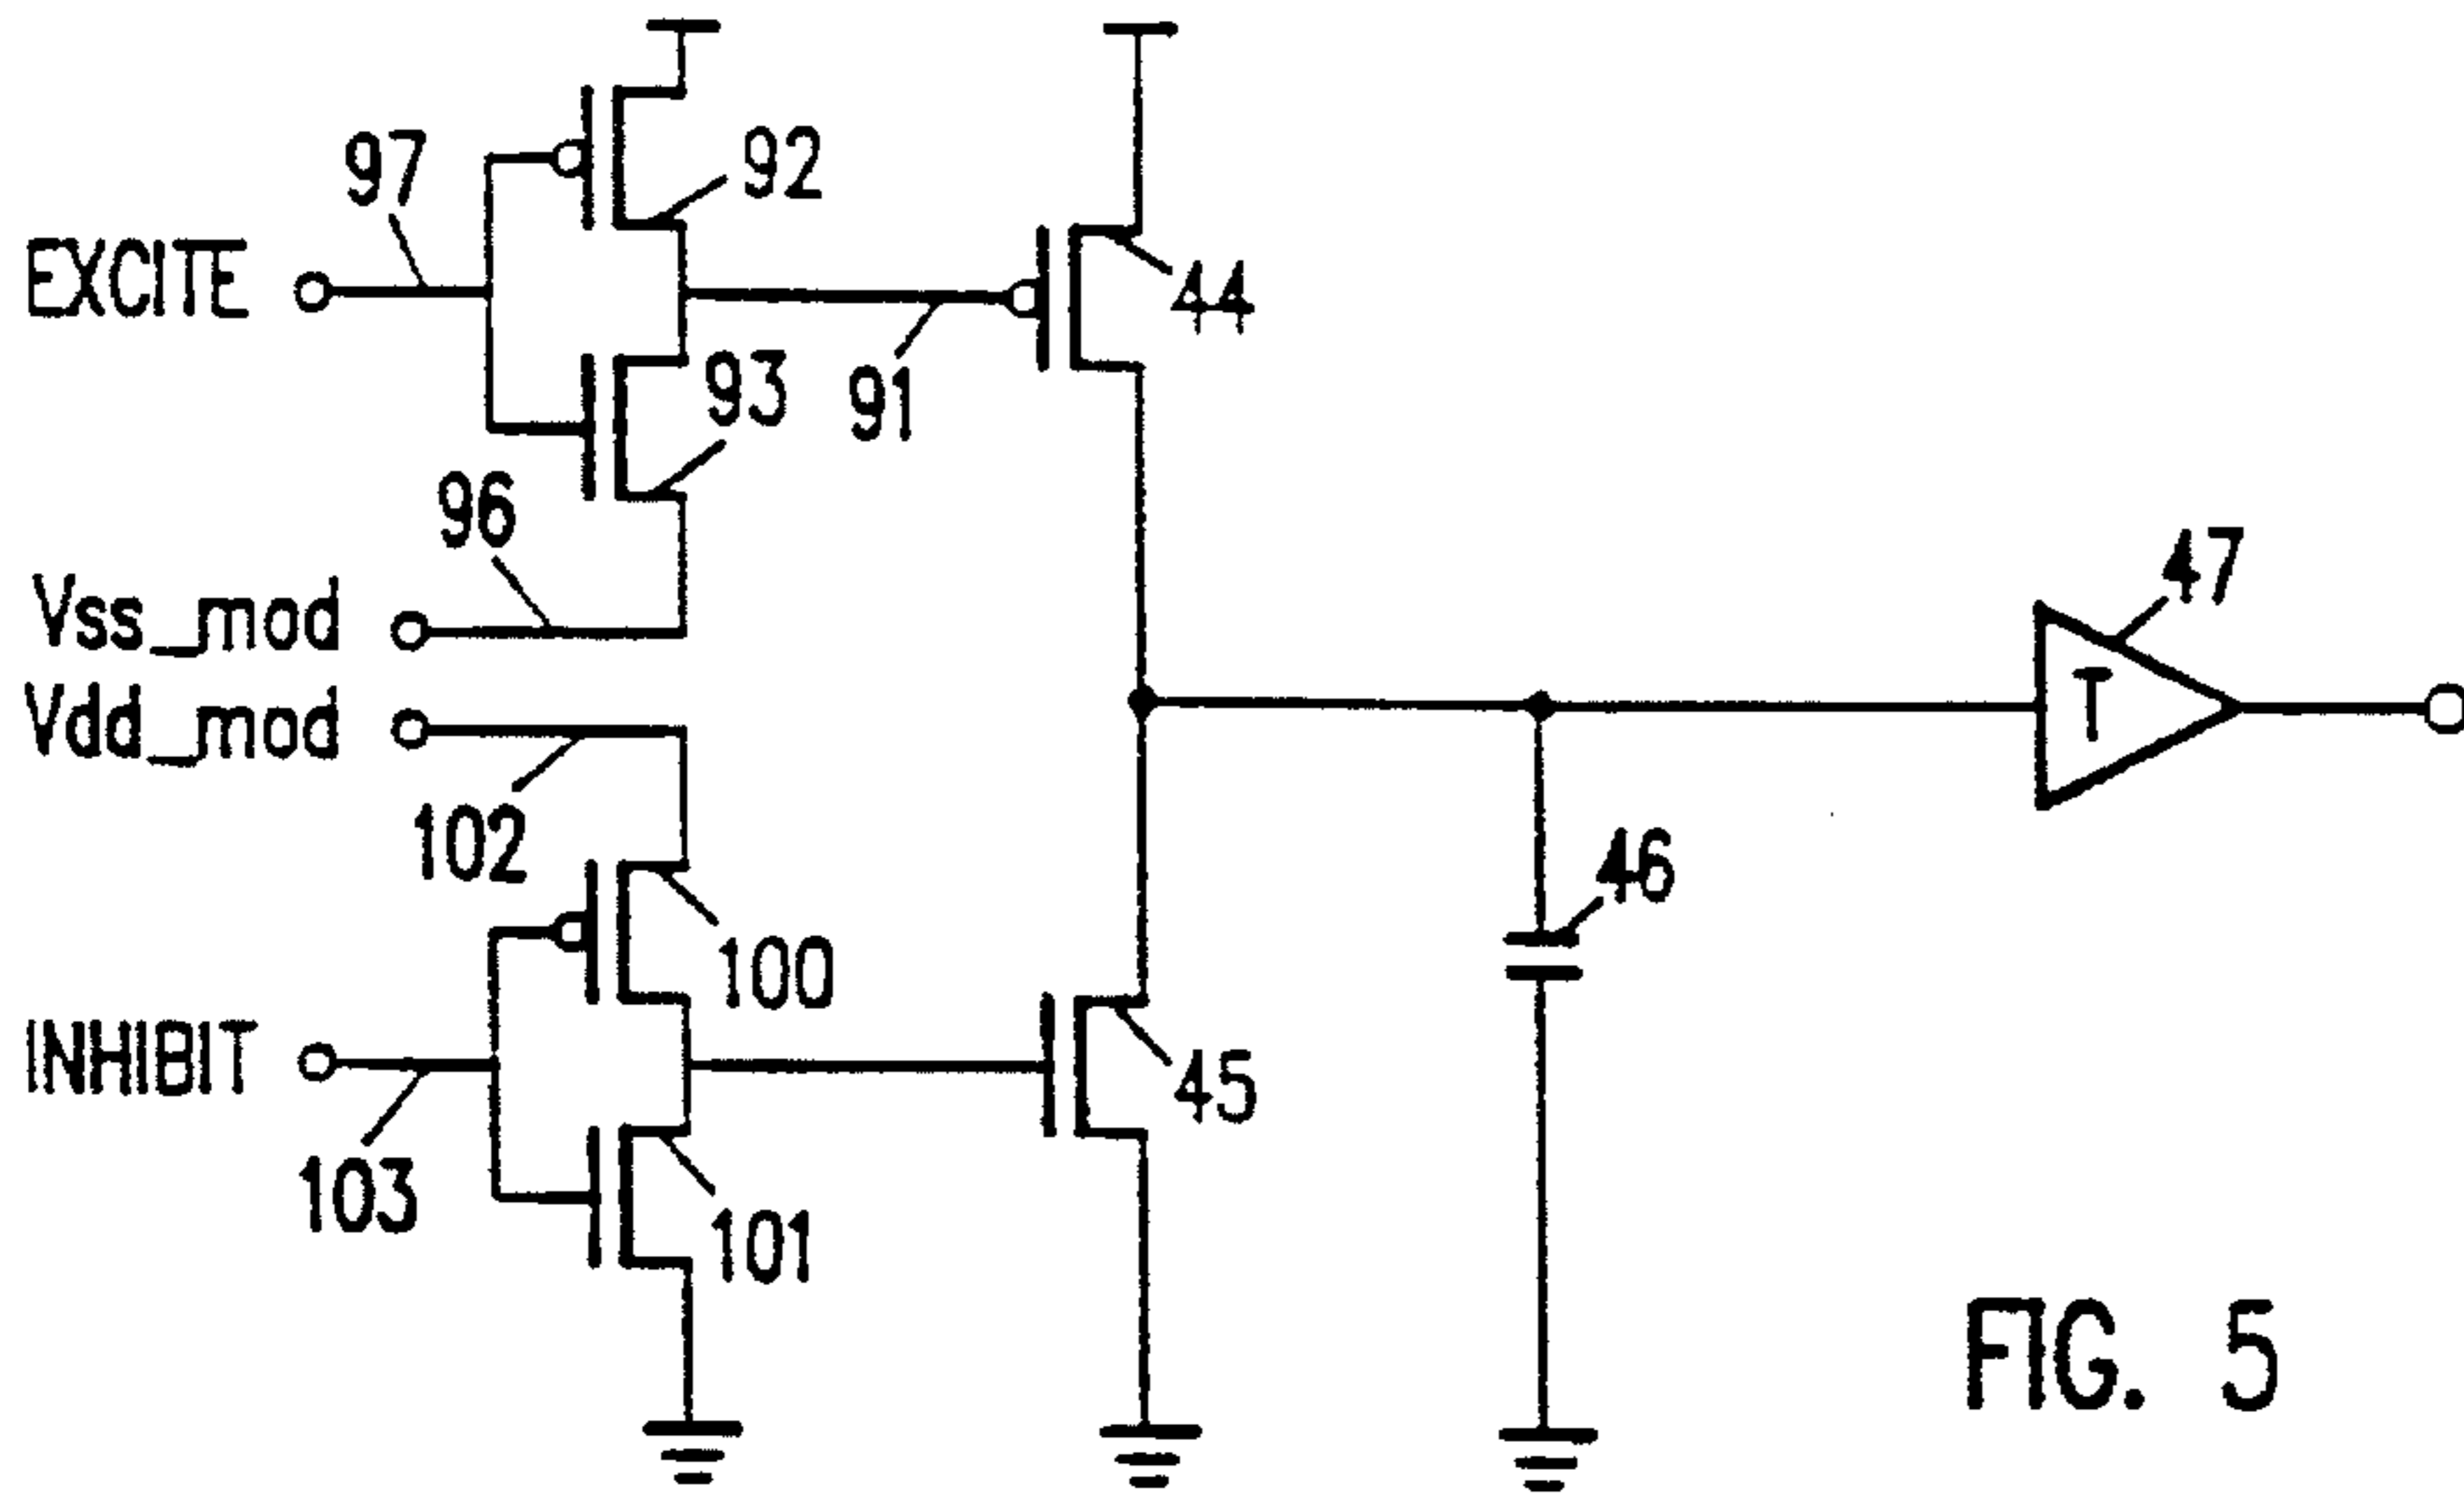 97
92
EXCITE
44
93
91
96
47
Vss_mod
T
Vdd_mod
102
46
100
INHIBIT
45
103
101
FIG. 5